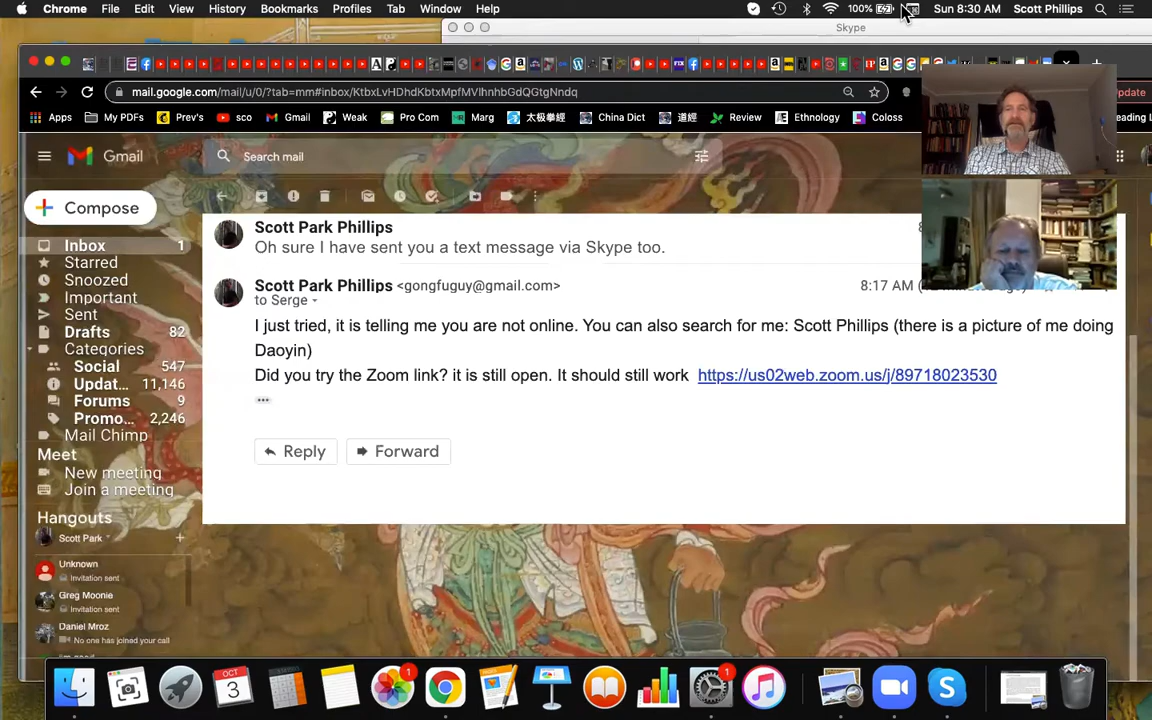 Chrome File Edit View History Bookmarks Profiles Tab Window Help 100% Sun 8:30 AM Scott Phillips
Skype
mail.google.com/mail/u/0/?tab=mm#inbox/KtbxLvHDhdKbtxMpfMVlhnhbGdQGtgNndq
Update
Apps My PDFs Prev's sco Gmail Weak Pro Com Marg 太极拳經 China Dict 道經 Review Ethnology Coloss
eading L
Gmail
Search mail
Compose
Inbox 1
Starred
Snoozed
Important
Sent
Drafts 82
Categories
Social 547
Updat... 11,146
Forums 9
Promo... 2,246
Mail Chimp
Meet
New meeting
Join a meeting
Hangouts
Scott Park
Unknown
Invitation sent
Greg Moonie
Invitation sent
Daniel Mroz
No one has joined your call
Scott Park Phillips
Oh sure I have sent you a text message via Skype too.
Scott Park Phillips <gongfuguy@gmail.com>
8:17 AM
to Serge
I just tried, it is telling me you are not online. You can also search for me: Scott Phillips (there is a picture of me doing
Daoyin)
Did you try the Zoom link? it is still open. It should still work https://us02web.zoom.us/j/89718023530
Reply
Forward
OCT
3
1
1